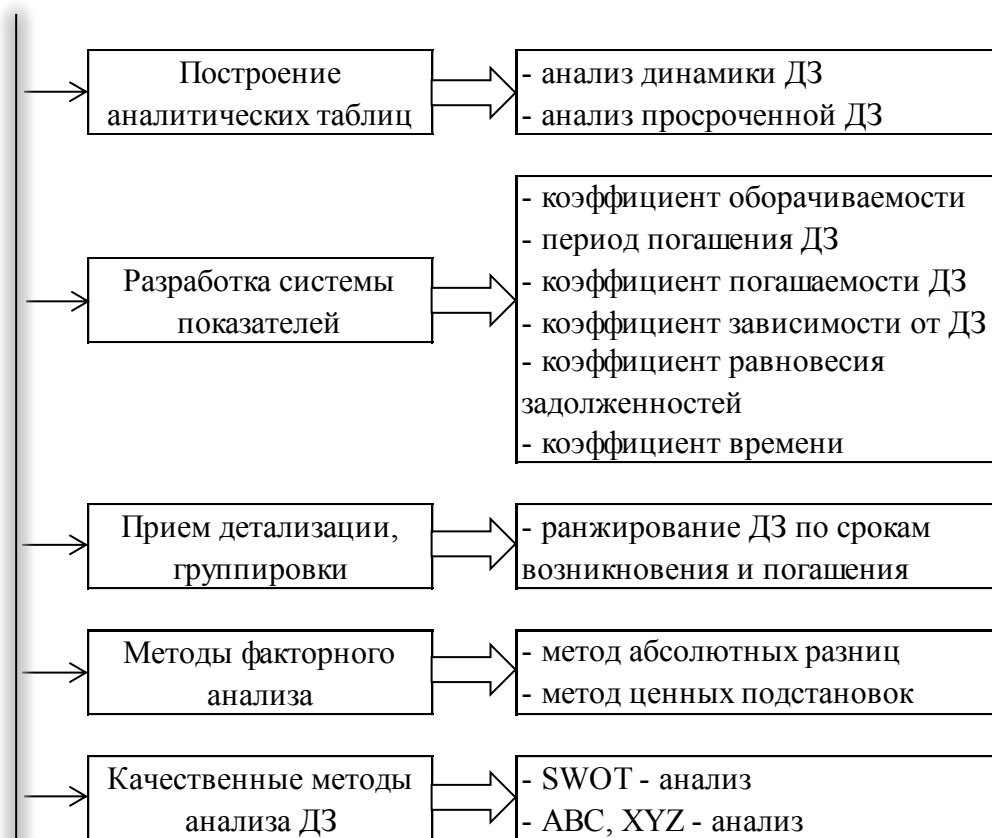 Построение
аналитических таблиц
- анализ динамики ДЗ
- анализ просроченной ДЗ
Разработка системы
показателей
- коэффициент оборачиваемости
- период погашения ДЗ
- коэффициент погашаемости ДЗ
- коэффициент зависимости от ДЗ
- коэффициент равновесия
задолженностей
- коэффициент времени
Прием детализации,
группировки
- ранжирование ДЗ по срокам
возникновения и погашения
Методы факторного
анализа
- метод абсолютных разниц
- метод ценных подстановок
Качественные методы
анализа ДЗ
- SWOT - анализ
- ABC, XYZ - анализ